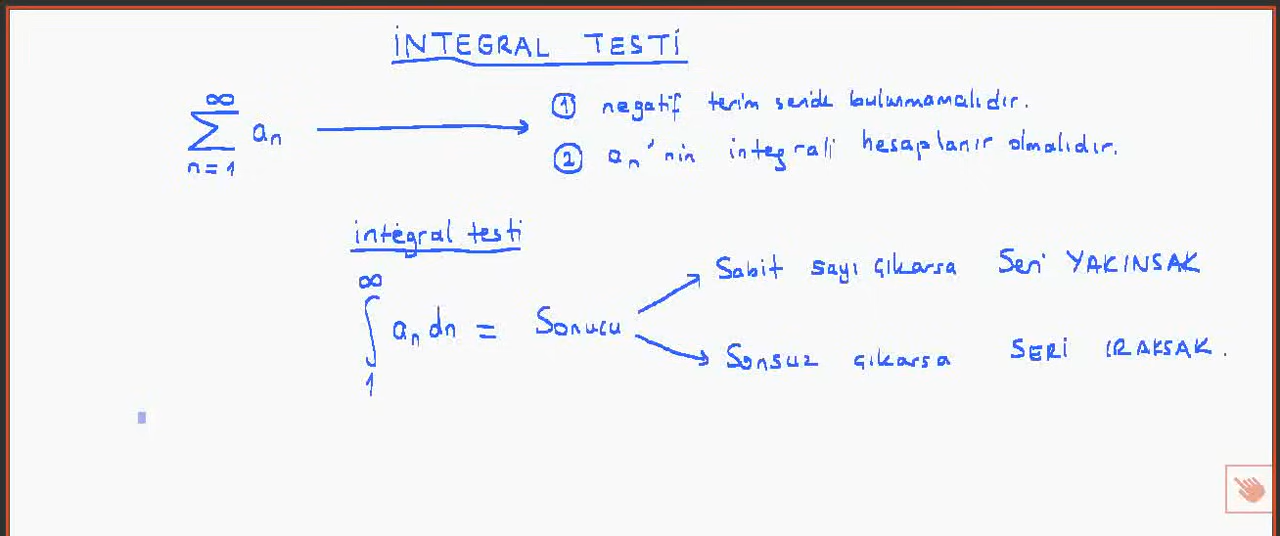 İNTEGRAL TESTİ
∞
∑ an
n=1
① negatif terim seride bulunmamalıdır.
② an'nin integrali hesaplanır olmalıdır.
integral testi
∞
∫ an dn = Sonucu
1
Sabit sayı çıkarsa Seri YAKINSAK
Sonsuz çıkarsa SERİ IRAKSAK.